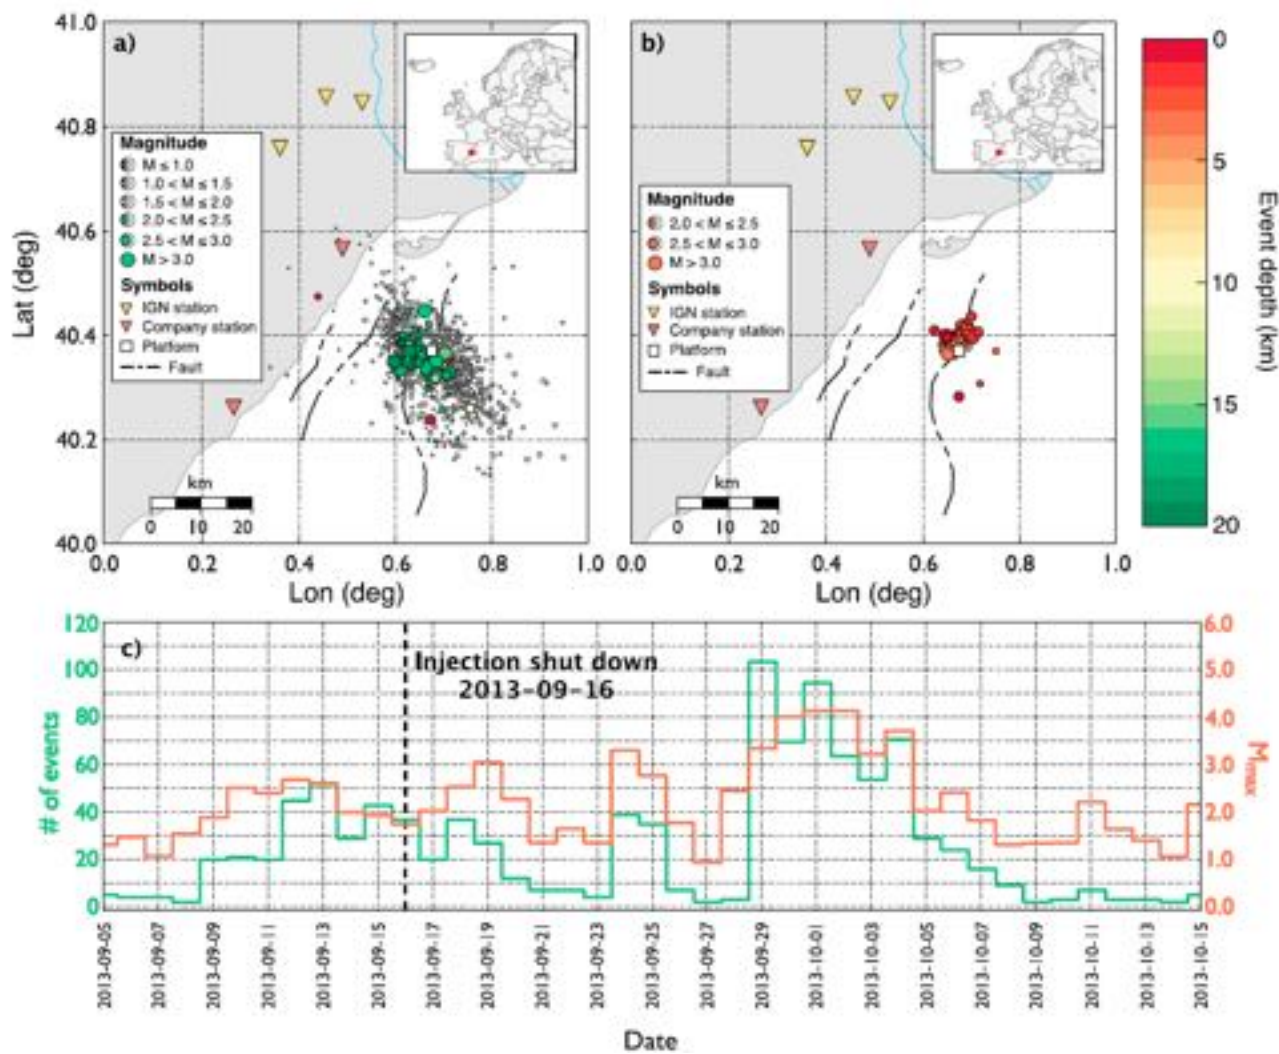 a)
41.0
40.8
40.6
40.4
40.2
40.0
Lat (deg)
Magnitude
M ≤ 1.0
1.0 < M ≤ 1.5
1.5 < M ≤ 2.0
2.0 < M ≤ 2.5
2.5 < M ≤ 3.0
M > 3.0
Symbols
IGN station
Company station
Platform
Fault
km
0 10 20
0.0 0.2 0.4 0.6 0.8 1.0
Lon (deg)
b)
Magnitude
2.0 < M ≤ 2.5
2.5 < M ≤ 3.0
M > 3.0
Symbols
IGN station
Company station
Platform
Fault
km
0 10 20
0.0 0.2 0.4 0.6 0.8 1.0
Lon (deg)
0
5
10
15
20
Event depth (km)
c)
Injection shut down
2013-09-16
120
100
80
60
40
20
0
# of events
6.0
5.0
4.0
3.0
2.0
1.0
0.0
Mmax
2013-09-05
2013-09-07
2013-09-09
2013-09-11
2013-09-13
2013-09-15
2013-09-17
2013-09-19
2013-09-21
2013-09-23
2013-09-25
2013-09-27
2013-09-29
2013-10-01
2013-10-03
2013-10-05
2013-10-07
2013-10-09
2013-10-11
2013-10-13
2013-10-15
Date